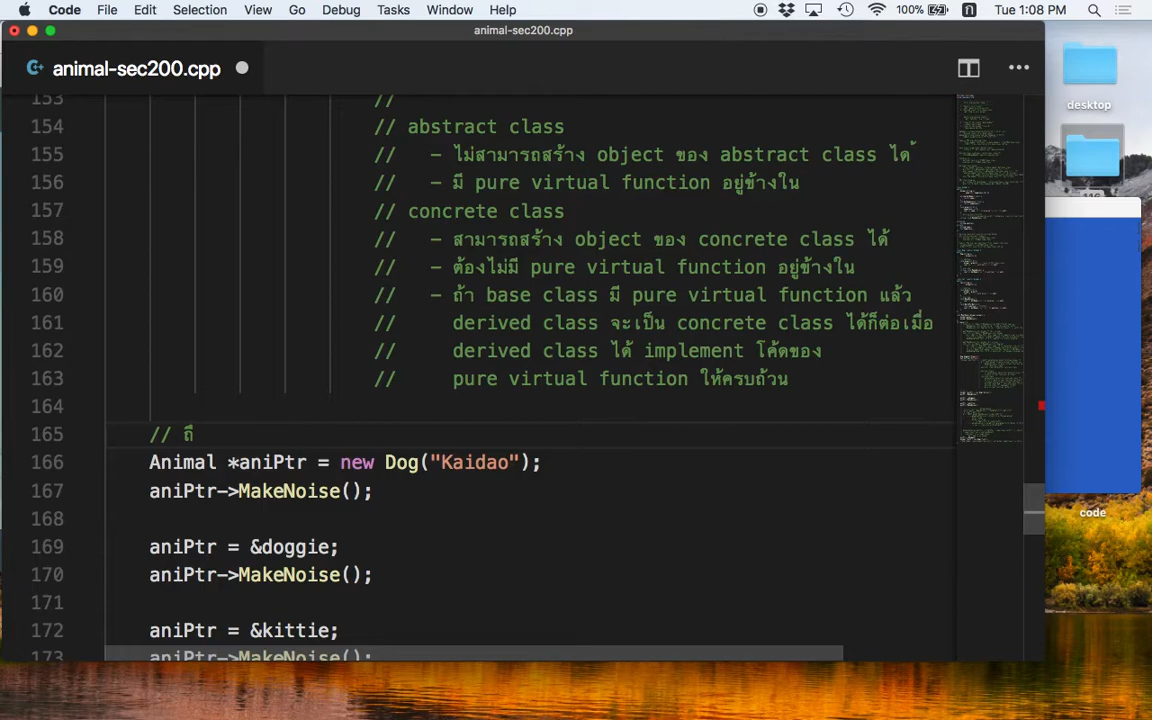 Code File Edit Selection View Go Debug Tasks Window Help 100% Tue 1:08 PM
animal-sec200.cpp
animal-sec200.cpp
desktop
153 //
154 // abstract class
155 // - ไม่สามารถสร้าง object ของ abstract class ได้
156 // - มี pure virtual function อยู่ข้างใน
157 // concrete class
158 // - สามารถสร้าง object ของ concrete class ได้
159 // - ต้องไม่มี pure virtual function อยู่ข้างใน
160 // - ถ้า base class มี pure virtual function แล้ว
161 // derived class จะเป็น concrete class ได้ก็ต่อเมื่อ
162 // derived class ได้ implement โค้ดของ
163 // pure virtual function ให้ครบถ้วน
164
165 // ถึ
166 Animal *aniPtr = new Dog("Kaidao");
167 aniPtr->MakeNoise();
168
169 aniPtr = &doggie;
170 aniPtr->MakeNoise();
171
172 aniPtr = &kittie;
173 aniPtr->MakeNoise();
code